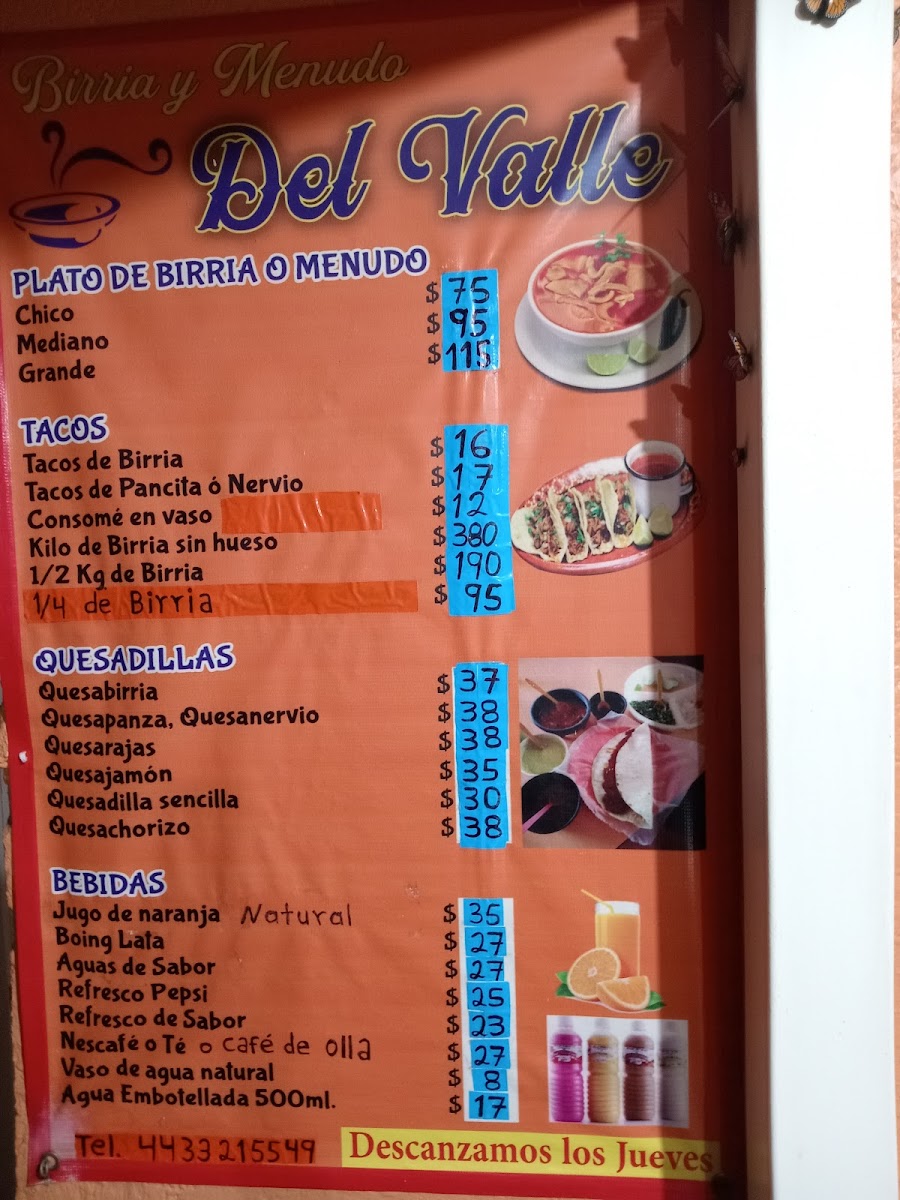 Birria y Menudo
Del Valle
PLATO DE BIRRIA O MENUDO
Chico $ 75
Mediano $ 95
Grande $ 115
TACOS
Tacos de Birria $ 16
Tacos de Pancita ó Nervio $ 17
Consomé en vaso $ 12
Kilo de Birria sin hueso $ 380
1/2 Kg de Birria $ 190
1/4 de Birria $ 95
QUESADILLAS
Quesabirria $ 37
Quesapanza, Quesanervio $ 38
Quesarajas $ 38
Quesajamón $ 35
Quesadilla sencilla $ 30
Quesachorizo $ 38
BEBIDAS
Jugo de naranja Natural $ 35
Boing Lata $ 27
Aguas de Sabor $ 27
Refresco Pepsi $ 25
Refresco de Sabor $ 23
Nescafé o Té o café de olla $ 27
Vaso de agua natural $ 8
Agua Embotellada 500ml. $ 17
Tel. 4433215549
Descanzamos los Jueves